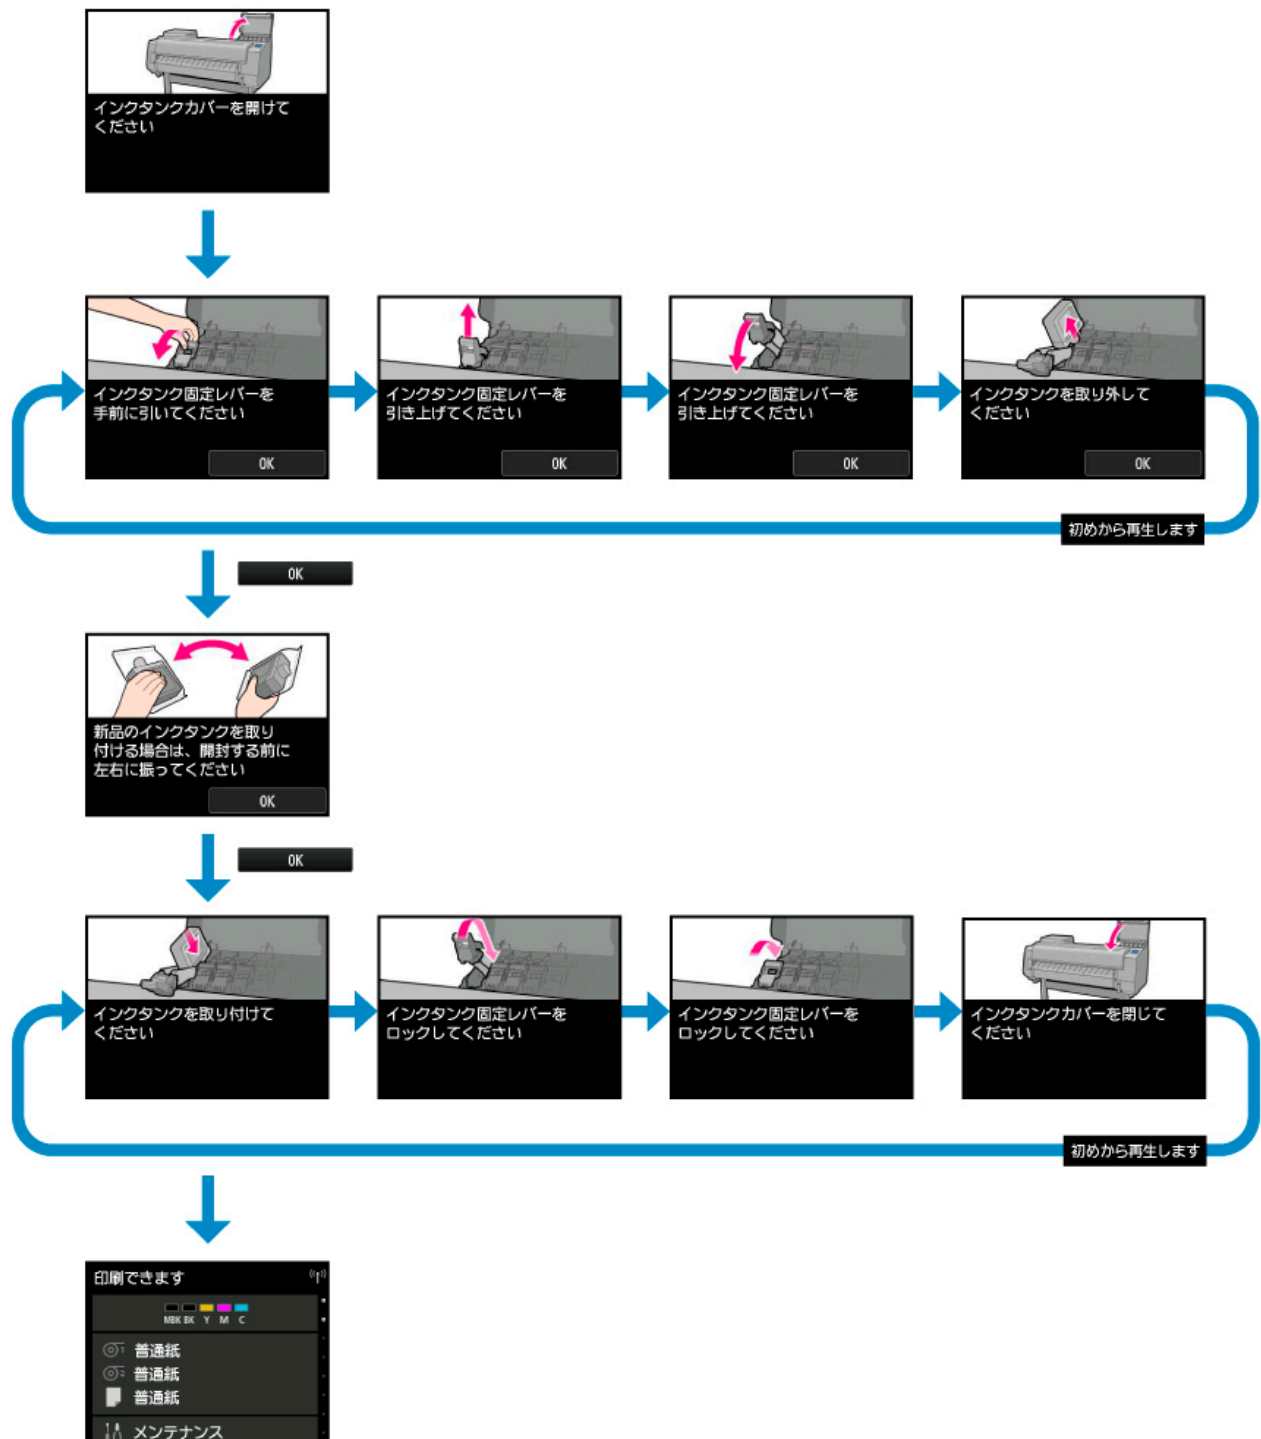 インクタンクカバーを開けて
ください
インクタンク固定レバーを
手前に引いてください
OK
インクタンク固定レバーを
引き上げてください
OK
インクタンク固定レバーを
引き上げてください
OK
インクタンクを取り外して
ください
OK
初めから再生します
OK
新品のインクタンクを取り
付ける場合は、開封する前に
左右に振ってください
OK
OK
インクタンクを取り付けて
ください
インクタンク固定レバーを
ロックしてください
インクタンク固定レバーを
ロックしてください
インクタンクカバーを閉じて
ください
初めから再生します
印刷できます
MBK BK Y M C
1 普通紙
2 普通紙
普通紙
メンテナンス